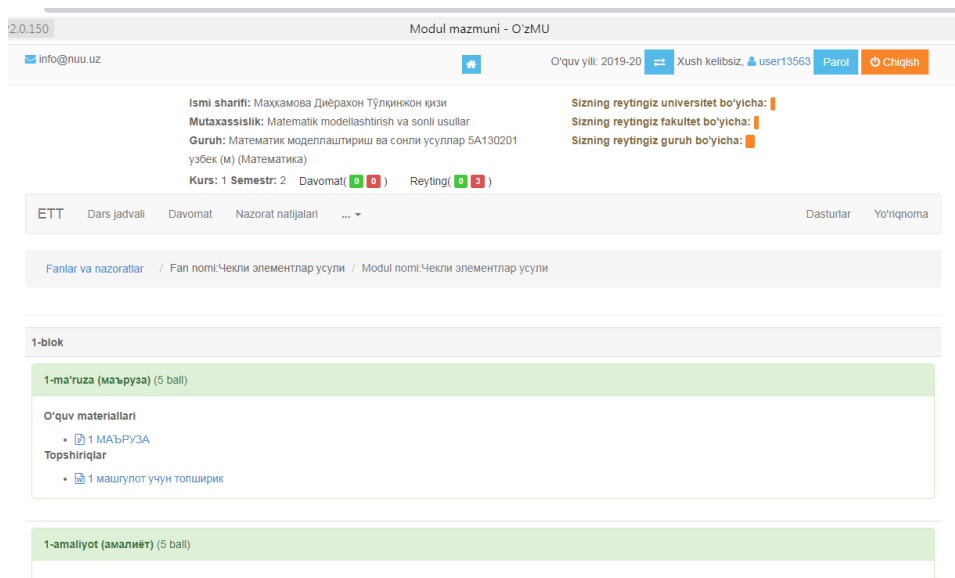 2.0.150 Modul mazmuni - O'zMU
info@nuu.uz O'quv yili: 2019-20 Xush kelibsiz, user13563 Parol Chiqish
Ismi sharifi: Маҳкамова Диёрахон Тўлқинжон қизи Sizning reytingiz universitet bo'yicha:
Mutaxassislik: Matematik modellashtirish va sonli usullar Sizning reytingiz fakultet bo'yicha:
Guruh: Математик моделлаштириш ва сонли усуллар 5А130201 Sizning reytingiz guruh bo'yicha:
узбек (м) (Математика)
Kurs: 1 Semestr: 2 Davomat( 0 0 ) Reyting( 0 3 )
ETT Dars jadvali Davomat Nazorat natijalari ... Dasturlar Yo'riqnoma
Fanlar va nazoratlar / Fan nomi:Чекли элементлар усули / Modul nomi:Чекли элементлар усули
1-blok
1-ma'ruza (маъруза) (5 ball)
O'quv materiallari
• 1 МАЪРУЗА
Topshiriqlar
• 1 машгулот учун топширик
1-amaliyot (амалиёт) (5 ball)